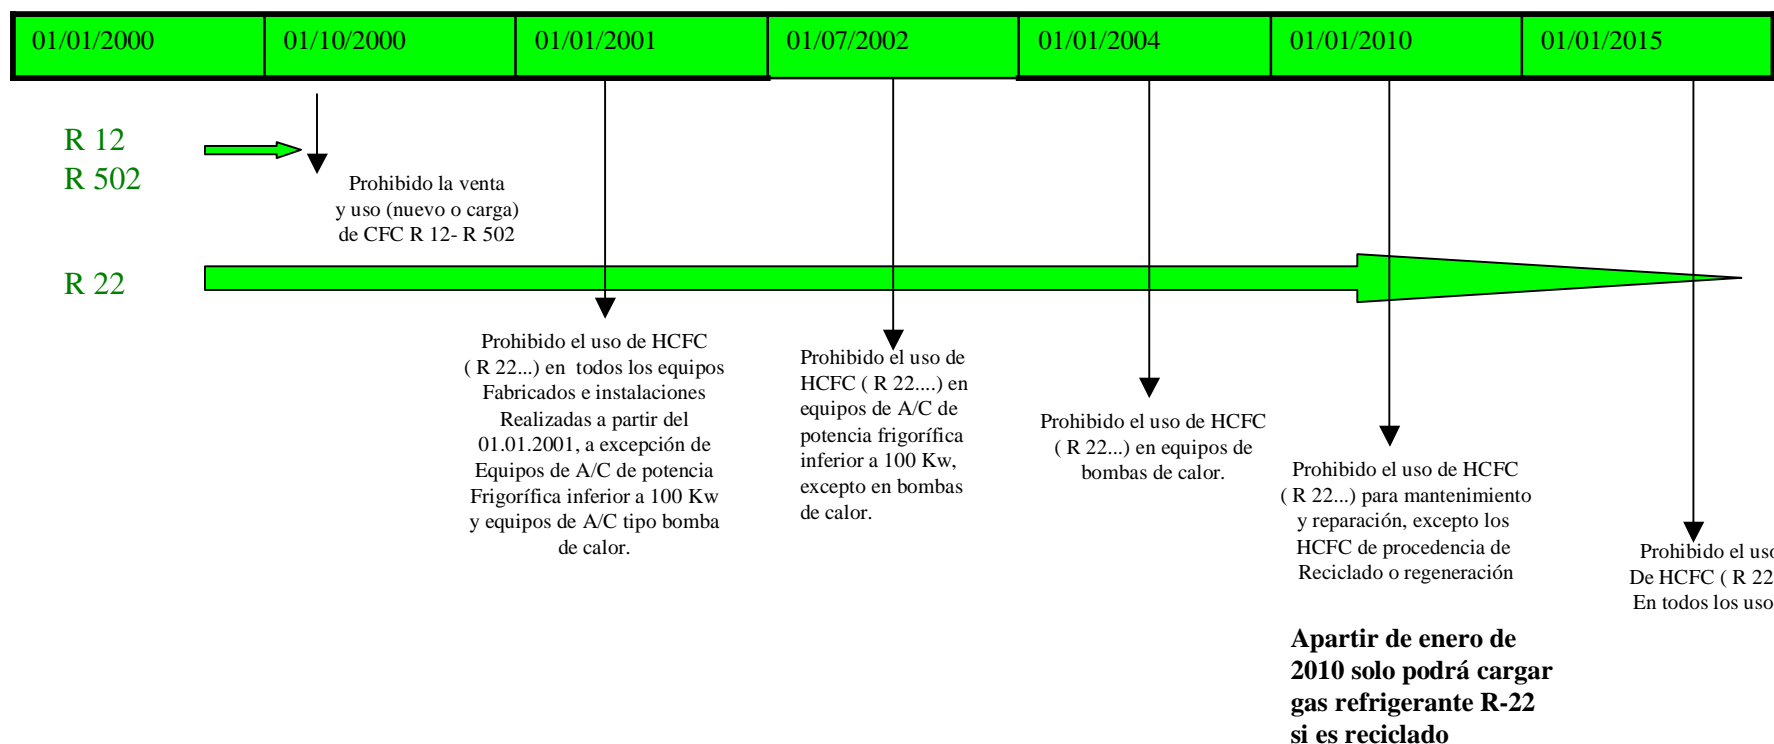 01/01/2000 01/10/2000 01/01/2001 01/07/2002 01/01/2004 01/01/2010 01/01/2015
R 12
R 502
Prohibido la venta
y uso (nuevo o carga)
de CFC R 12- R 502
R 22
Prohibido el uso de HCFC
( R 22...) en todos los equipos
Fabricados e instalaciones
Realizadas a partir del
01.01.2001, a excepción de
Equipos de A/C de potencia
Frigorífica inferior a 100 Kw
y equipos de A/C tipo bomba
de calor.
Prohibido el uso de
HCFC ( R 22....) en
equipos de A/C de
potencia frigorífica
inferior a 100 Kw,
excepto en bombas
de calor.
Prohibido el uso de HCFC
( R 22...) en equipos de
bombas de calor.
Prohibido el uso de HCFC
( R 22...) para mantenimiento
y reparación, excepto los
HCFC de procedencia de
Reciclado o regeneración
Apartir de enero de
2010 solo podrá cargar
gas refrigerante R-22
si es reciclado
Prohibido el uso
De HCFC ( R 22
En todos los uso